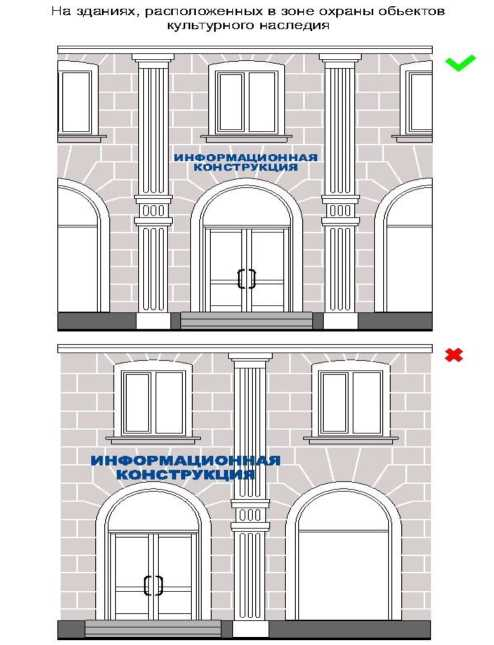 На зданиях, расположенных в зоне охраны объектов
культурного наследия
ИНФОРМАЦИОННАЯ
КОНСТРУКЦИЯ
ИНФОРМАЦИОННАЯ
КОНСТРУКЦИЯ